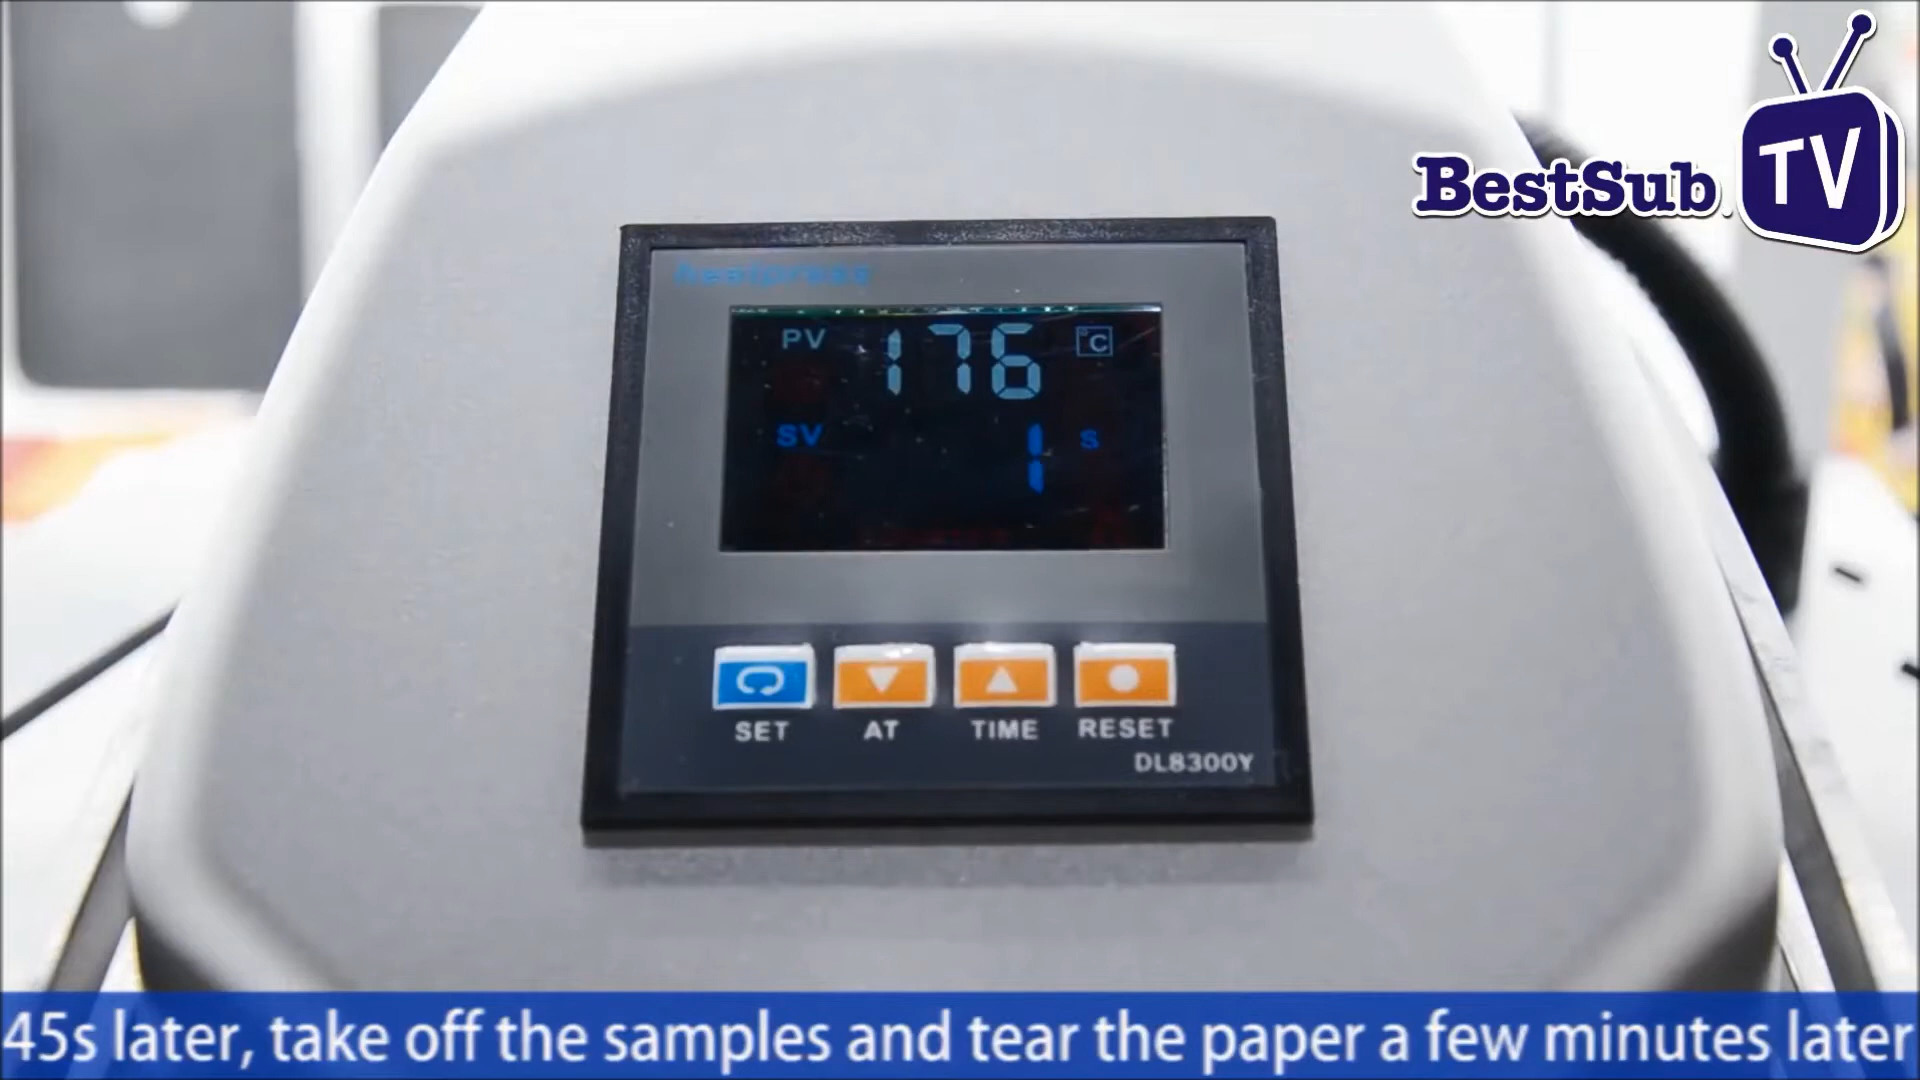 BestSub TV
heatpress
PV 176 °C
SV 1 s
SET AT TIME RESET
DL8300Y
45s later, take off the samples and tear the paper a few minutes later